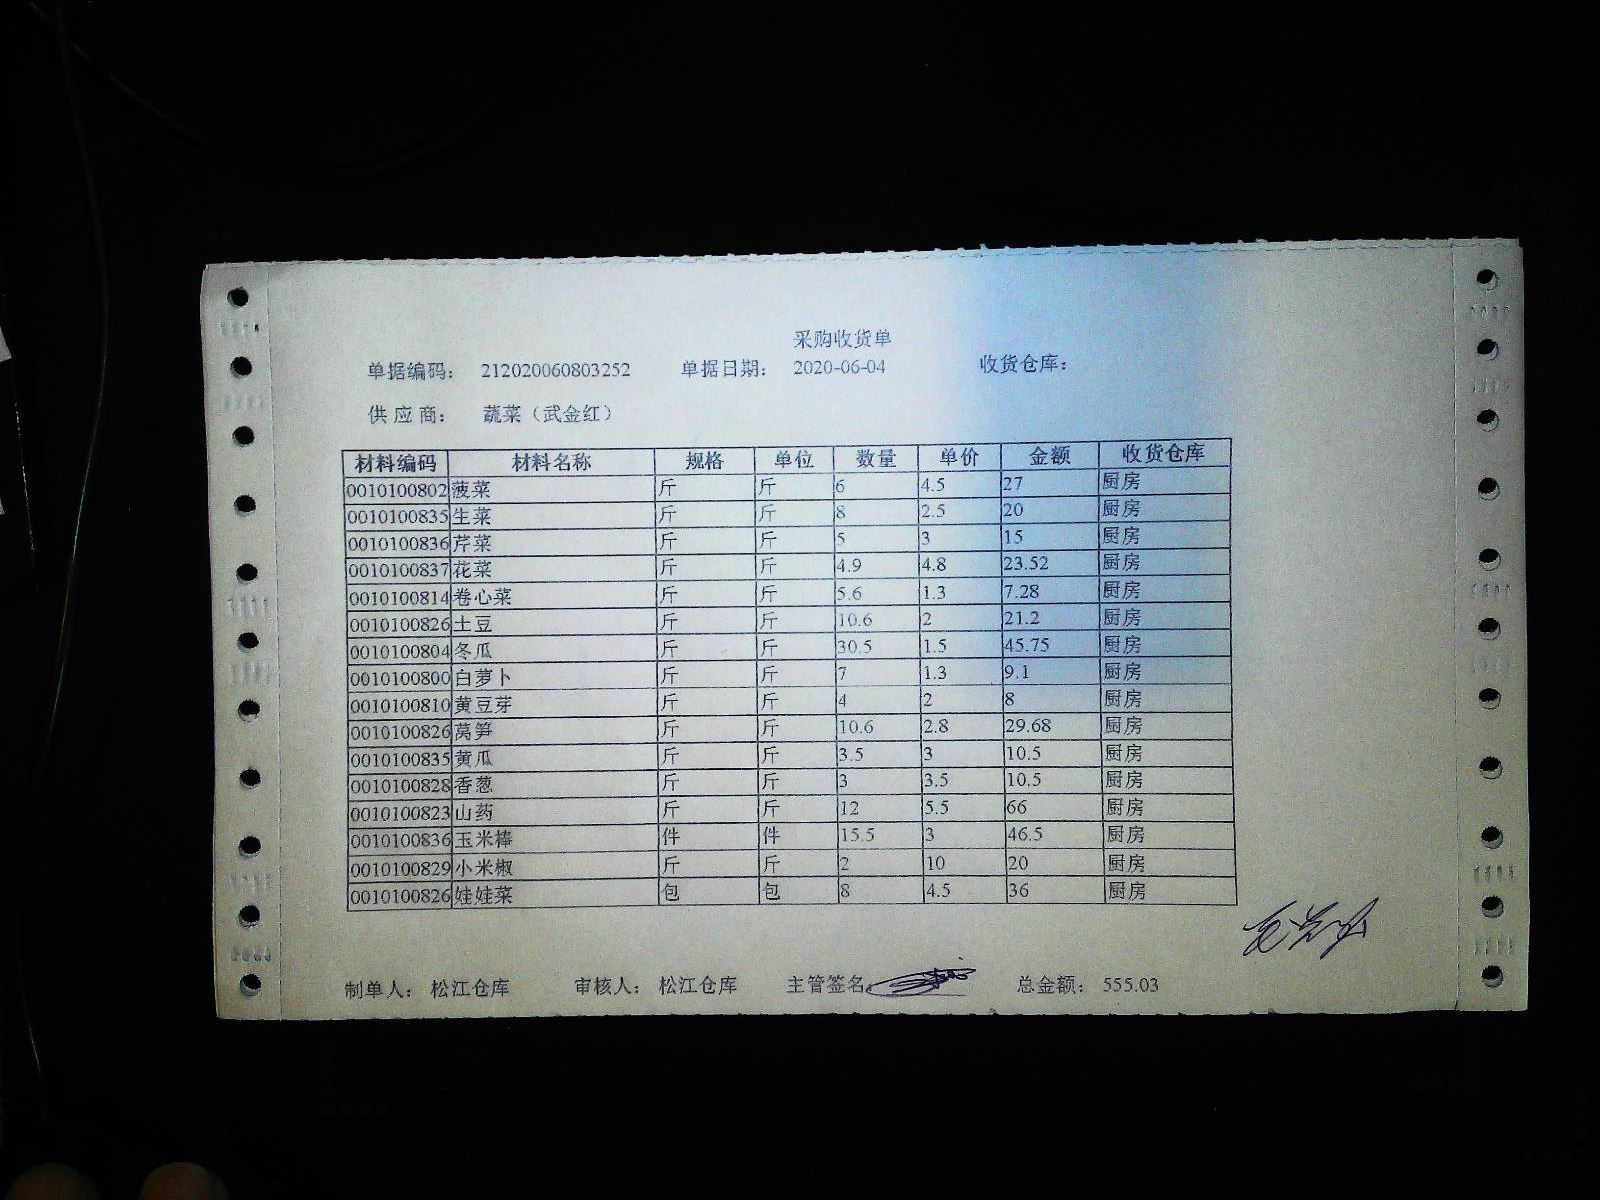 采购收货单
单据编码： 212020060803252 单据日期： 2020-06-04 收货仓库：
供 应 商： 蔬菜（武金红）
材料编码 材料名称 规格 单位 数量 单价 金额 收货仓库
0010100802 菠菜 斤 斤 6 4.5 27 厨房
0010100835 生菜 斤 斤 8 2.5 20 厨房
0010100836 芹菜 斤 斤 5 3 15 厨房
0010100837 花菜 斤 斤 4.9 4.8 23.52 厨房
0010100814 卷心菜 斤 斤 5.6 1.3 7.28 厨房
0010100826 土豆 斤 斤 10.6 2 21.2 厨房
0010100804 冬瓜 斤 斤 30.5 1.5 45.75 厨房
0010100800 白萝卜 斤 斤 7 1.3 9.1 厨房
0010100810 黄豆芽 斤 斤 4 2 8 厨房
0010100826 莴笋 斤 斤 10.6 2.8 29.68 厨房
0010100835 黄瓜 斤 斤 3.5 3 10.5 厨房
0010100828 香葱 斤 斤 3 3.5 10.5 厨房
0010100823 山药 斤 斤 12 5.5 66 厨房
0010100836 玉米棒 件 件 15.5 3 46.5 厨房
0010100829 小米椒 斤 斤 2 10 20 厨房
0010100826 娃娃菜 包 包 8 4.5 36 厨房
制单人： 松江仓库 审核人： 松江仓库 主管签名 总金额： 555.03